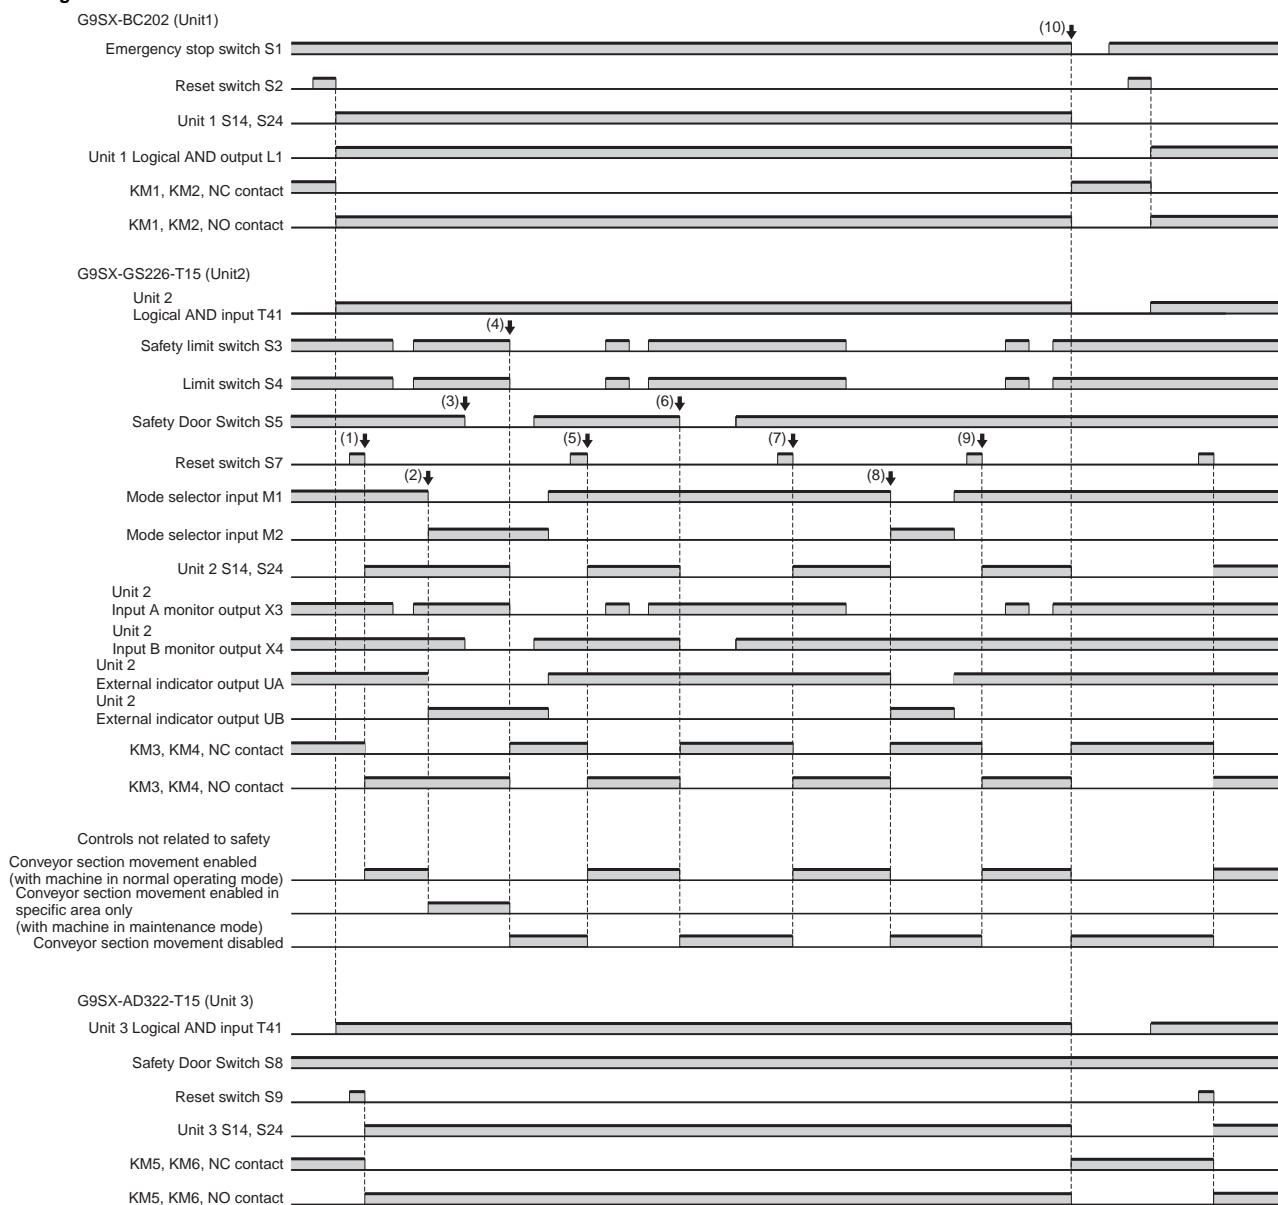 G9SX-BC202 (Unit1)
(10)
Emergency stop switch S1
Reset switch S2
Unit 1 S14, S24
Unit 1 Logical AND output L1
KM1, KM2, NC contact
KM1, KM2, NO contact
G9SX-GS226-T15 (Unit2)
Unit 2
Logical AND input T41
(4)
Safety limit switch S3
Limit switch S4
(3)
(6)
Safety Door Switch S5
(1)
(5)
(7)
(9)
Reset switch S7
(2)
(8)
Mode selector input M1
Mode selector input M2
Unit 2 S14, S24
Unit 2
Input A monitor output X3
Unit 2
Input B monitor output X4
Unit 2
External indicator output UA
Unit 2
External indicator output UB
KM3, KM4, NC contact
KM3, KM4, NO contact
Controls not related to safety
Conveyor section movement enabled
(with machine in normal operating mode)
Conveyor section movement enabled in
specific area only
(with machine in maintenance mode)
Conveyor section movement disabled
G9SX-AD322-T15 (Unit 3)
Unit 3 Logical AND input T41
Safety Door Switch S8
Reset switch S9
Unit 3 S14, S24
KM5, KM6, NC contact
KM5, KM6, NO contact